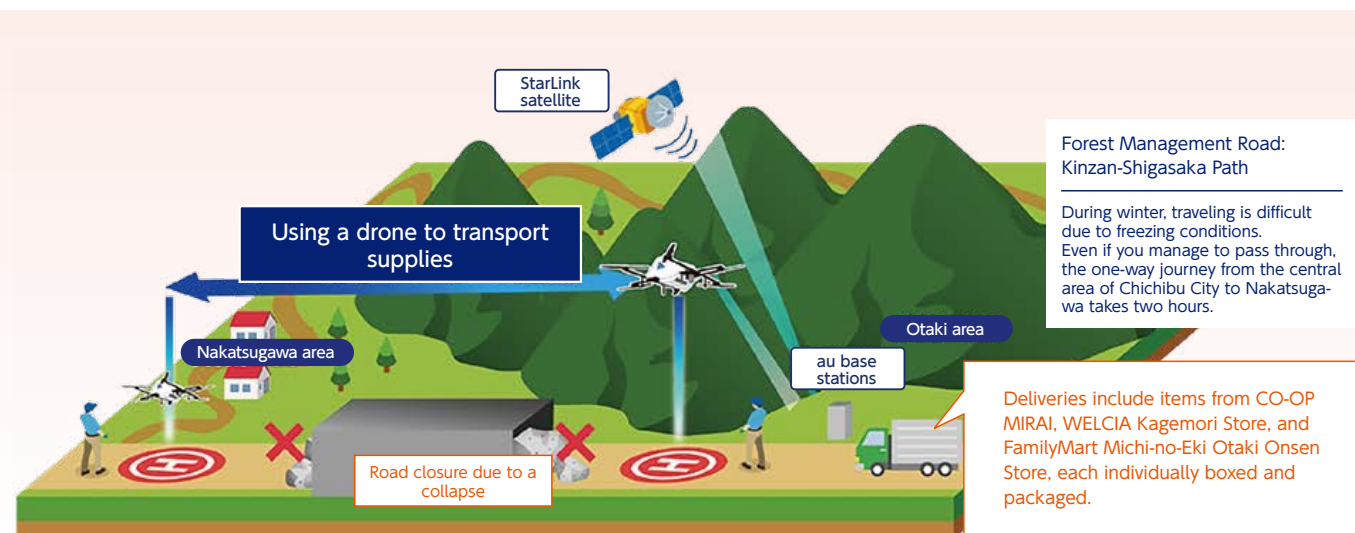 StarLink
satellite
Forest Management Road:
Kinzan-Shigasaka Path
During winter, traveling is difficult
due to freezing conditions.
Even if you manage to pass through,
the one-way journey from the central
area of Chichibu City to Nakatsuga-
wa takes two hours.
Using a drone to transport
supplies
Nakatsugawa area
Otaki area
au base
stations
Road closure due to a
collapse
Deliveries include items from CO-OP
MIRAI, WELCIA Kagemori Store, and
FamilyMart Michi-no-Eki Otaki Onsen
Store, each individually boxed and
packaged.
H
H